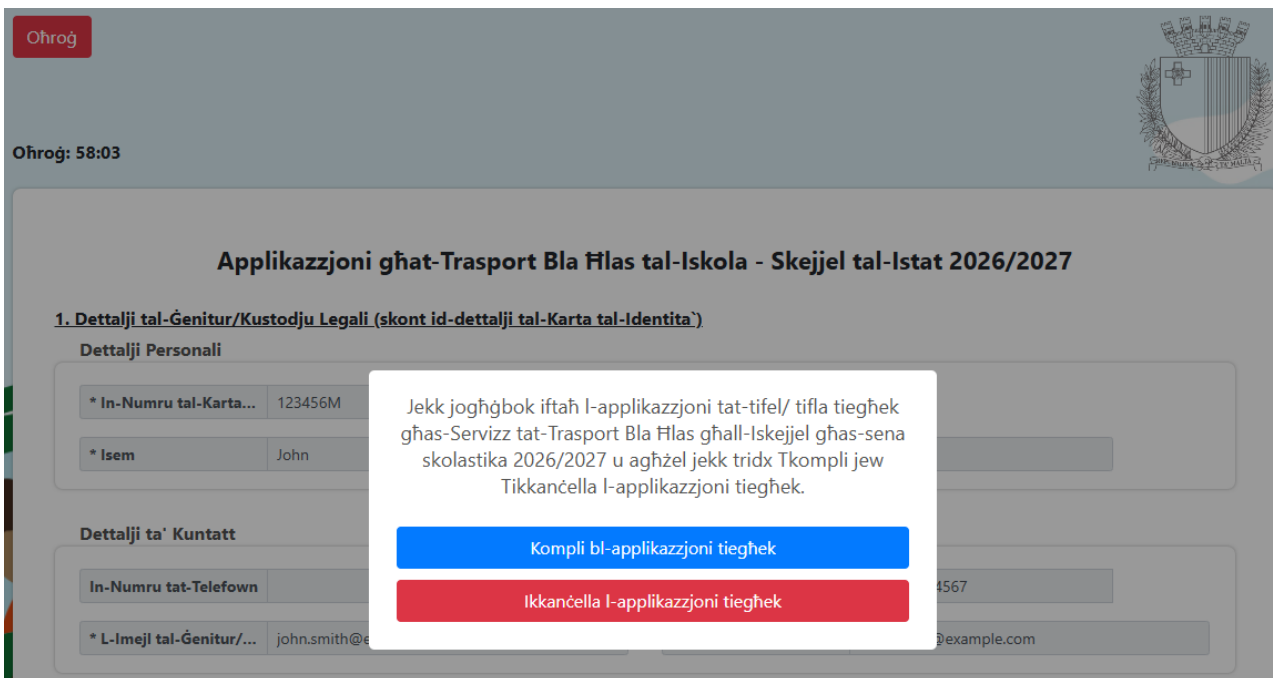 Oħroġ
Oħroġ: 58:03
REPUBBLIKA TA' MALTA
Applikazzjoni għat-Trasport Bla Ħlas tal-Iskola - Skejjel tal-Istat 2026/2027
1. Dettalji tal-Ġenitur/Kustodju Legali (skont id-dettalji tal-Karta tal-Identita`)
Dettalji Personali
* In-Numru tal-Karta... 123456M
* Isem John
Jekk jogħġbok iftaħ l-applikazzjoni tat-tifel/ tifla tiegħek
għas-Servizz tat-Trasport Bla Ħlas għall-Iskejjel għas-sena
skolastika 2026/2027 u agħżel jekk tridx Tkompli jew
Tikkanċella l-applikazzjoni tiegħek.
Kompli bl-applikazzjoni tiegħek
Ikkanċella l-applikazzjoni tiegħek
Dettalji ta' Kuntatt
In-Numru tat-Telefown 4567
* L-Imejl tal-Ġenitur/... john.smith@e @example.com